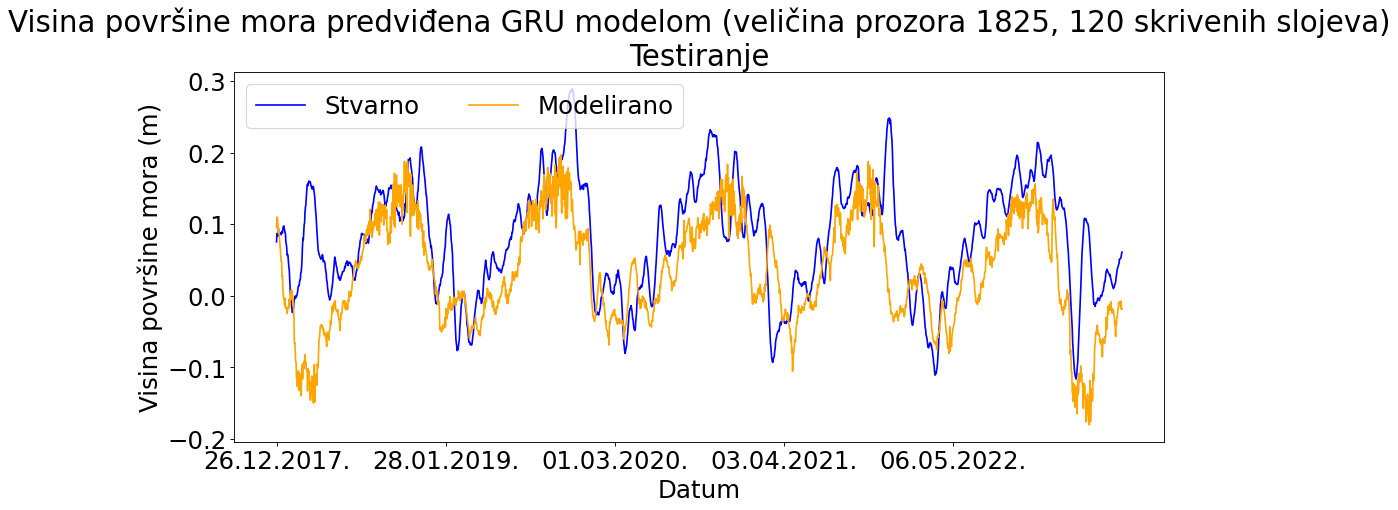 Visina površine mora predviđena GRU modelom (veličina prozora 1825, 120 skrivenih slojeva)
Testiranje
Stvarno
Modelirano
Visina površine mora (m)
0.3
0.2
0.1
0.0
−0.1
−0.2
26.12.2017.
28.01.2019.
01.03.2020.
03.04.2021.
06.05.2022.
Datum